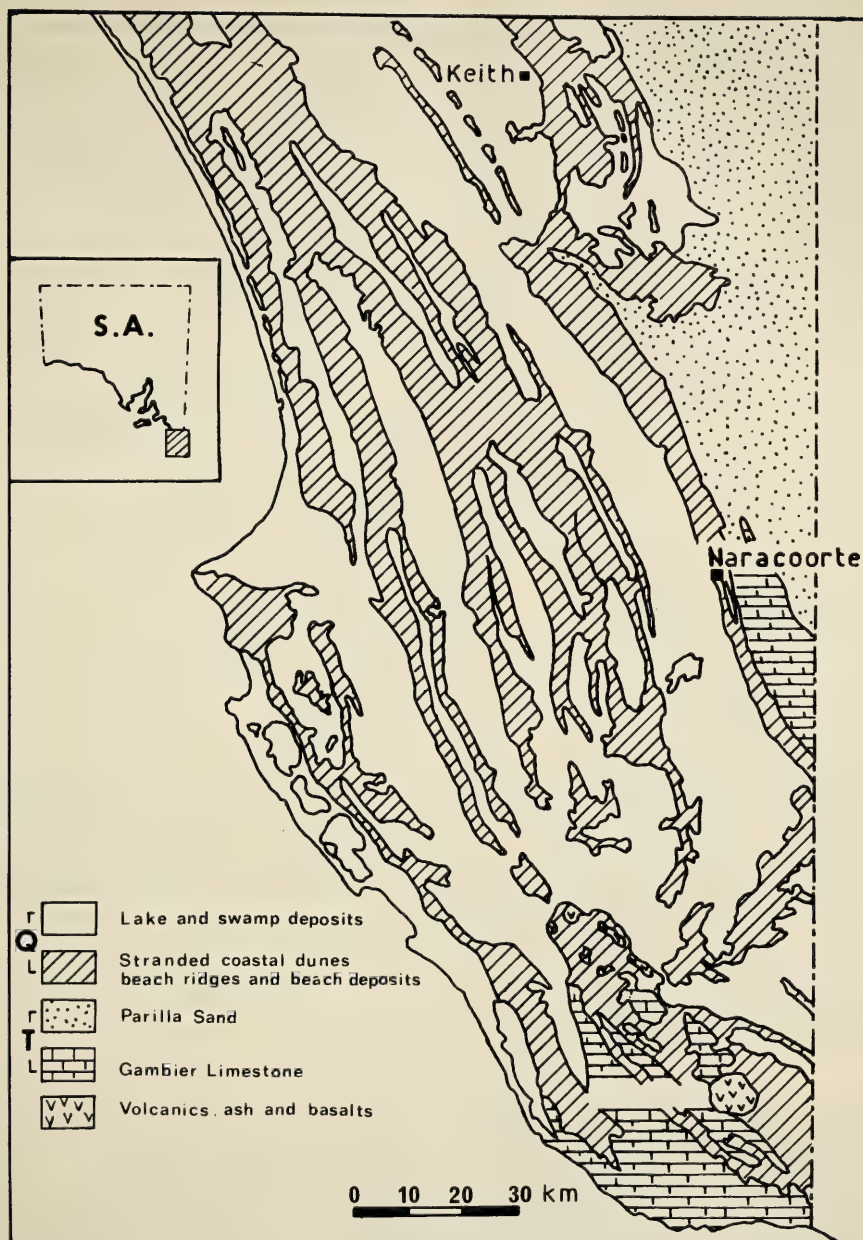 Keith
S.A.
Naracoorte
Q
Lake and swamp deposits
Stranded coastal dunes
beach ridges and beach deposits
T
Parilla Sand
Gambier Limestone
Volcanics. ash and basalts
0 10 20 30 km